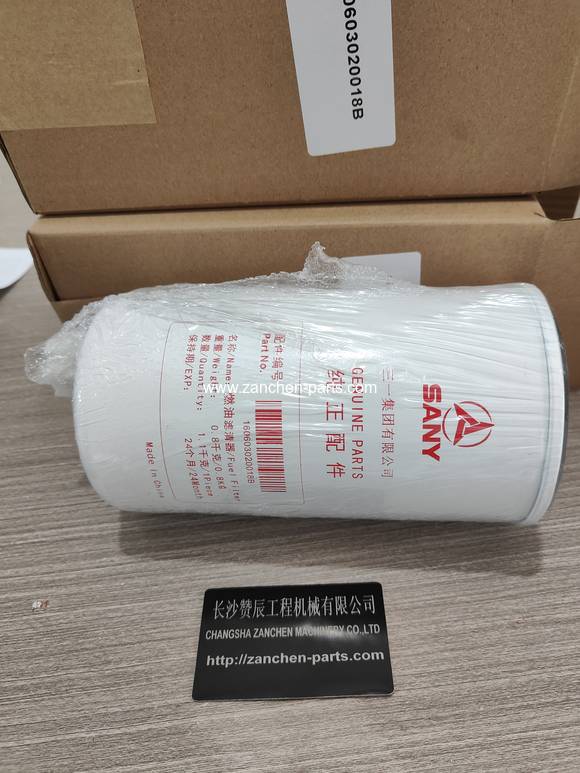 0603020018B
SANY
三一集团有限公司
GENUINE PARTS
纯正配件
配件编号
Part No.
160603020018B
名称/Name: 燃油滤清器/Fuel Filter
重量/Weight: 0.8千克/0.8KG
数量/Quantity: 1.1千克/1Piece
保持期/EXP: 24个月/24Month
Made In China
www.zanchen-parts.com
长沙赞辰工程机械有限公司
CHANGSHA ZANCHEN MACHINERY CO.,LTD
http://zanchen-parts.com